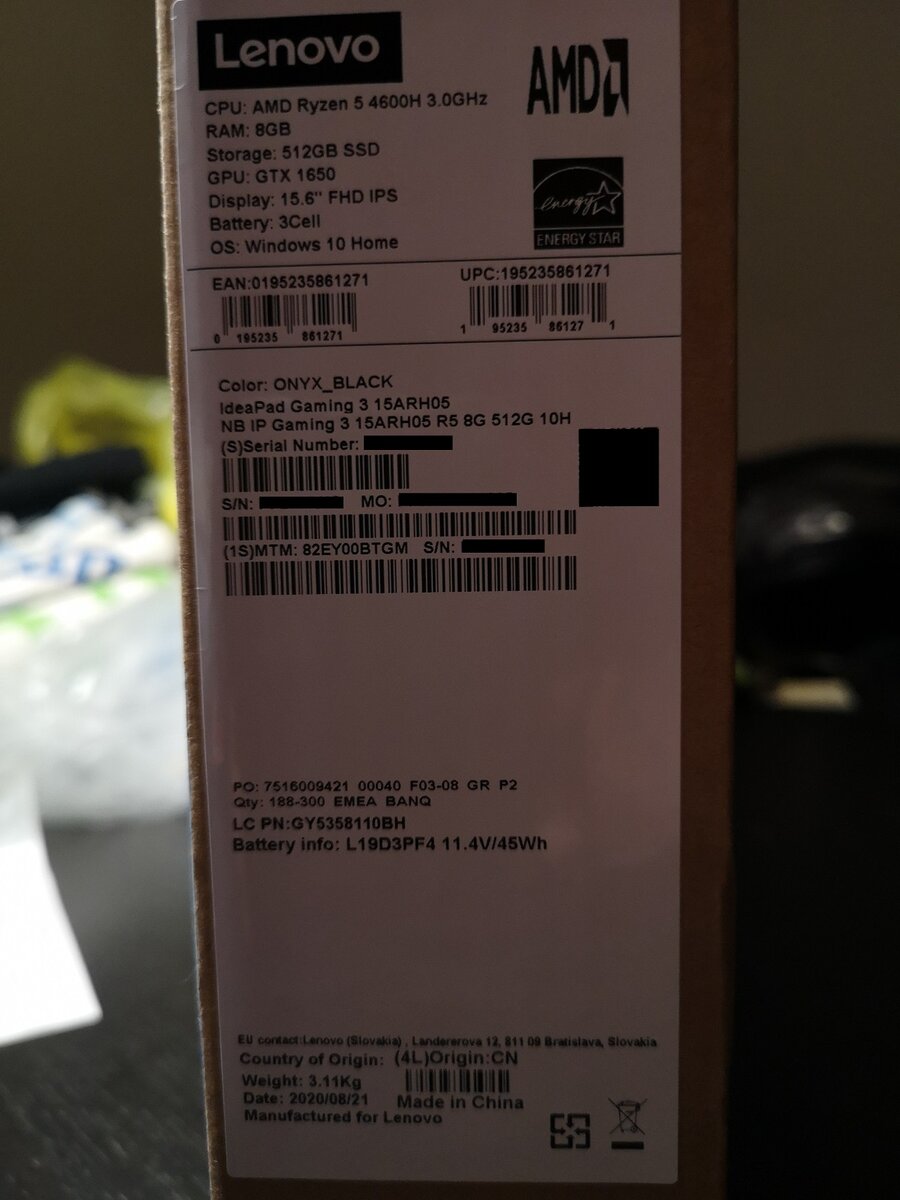 Lenovo
AMD
CPU: AMD Ryzen 5 4600H 3.0GHz
RAM: 8GB
Storage: 512GB SSD
GPU: GTX 1650
Display: 15.6" FHD IPS
Battery: 3Cell
OS: Windows 10 Home
energy
ENERGY STAR
EAN:0195235861271
UPC:195235861271
0 195235 861271
1 95235 86127 1
Color: ONYX_BLACK
IdeaPad Gaming 3 15ARH05
NB IP Gaming 3 15ARH05 R5 8G 512G 10H
(S)Serial Number:
S/N: MO:
(1S)MTM: 82EY00BTGM S/N:
PO: 7516009421 00040 F03-08 GR P2
Qty: 188-300 EMEA BANQ
LC PN:GY5358110BH
Battery info: L19D3PF4 11.4V/45Wh
EU contact:Lenovo (Slovakia) , Landererova 12, 811 09 Bratislava, Slovakia
Country of Origin: (4L)Origin:CN
Weight: 3.11Kg
Date: 2020/08/21 Made in China
Manufactured for Lenovo